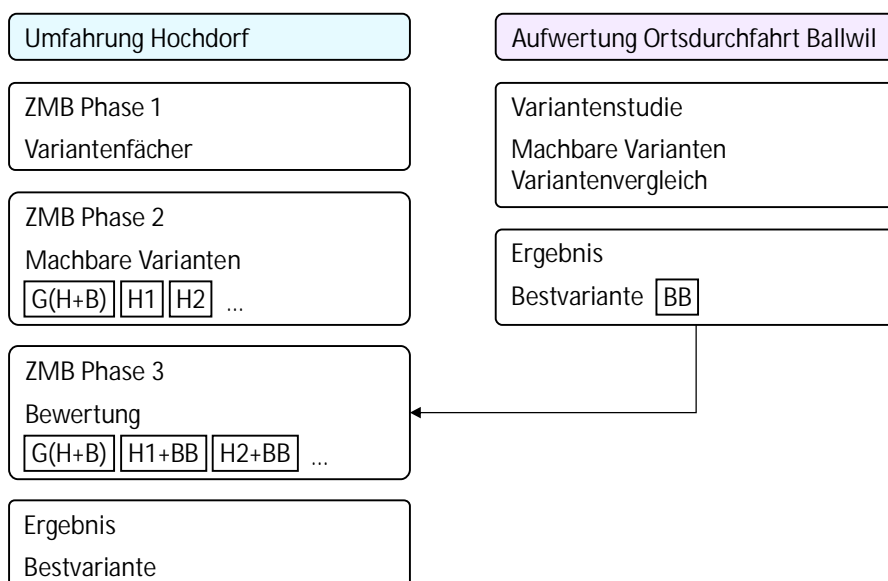 Umfahrung Hochdorf
ZMB Phase 1
Variantenfächer
ZMB Phase 2
Machbare Varianten
G(H+B) H1 H2 ...
ZMB Phase 3
Bewertung
G(H+B) H1+BB H2+BB ...
Ergebnis
Bestvariante
Aufwertung Ortsdurchfahrt Ballwil
Variantenstudie
Machbare Varianten
Variantenvergleich
Ergebnis
Bestvariante BB